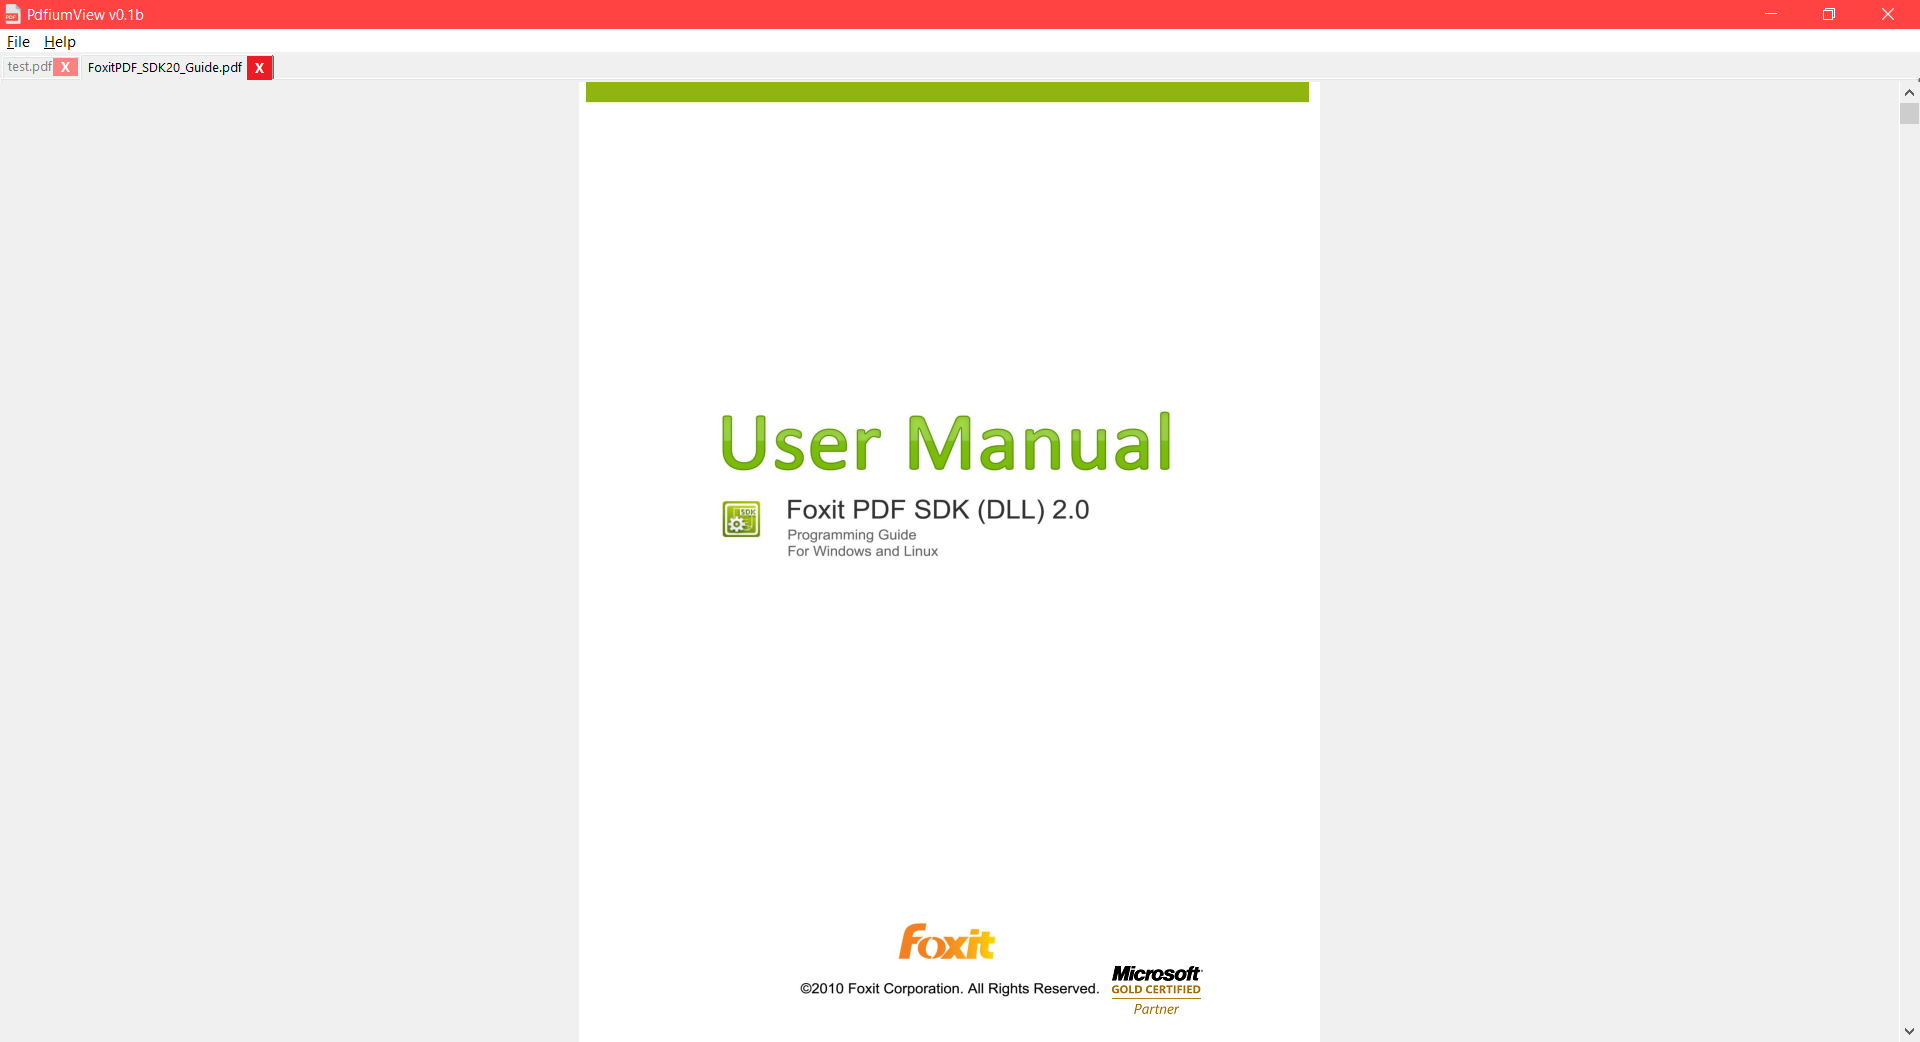 PdfiumView v0.1b
File Help
test.pdf X FoxitPDF_SDK20_Guide.pdf X
User Manual
SDK
Foxit PDF SDK (DLL) 2.0
Programming Guide
For Windows and Linux
Foxit
©2010 Foxit Corporation. All Rights Reserved.
Microsoft
GOLD CERTIFIED
Partner